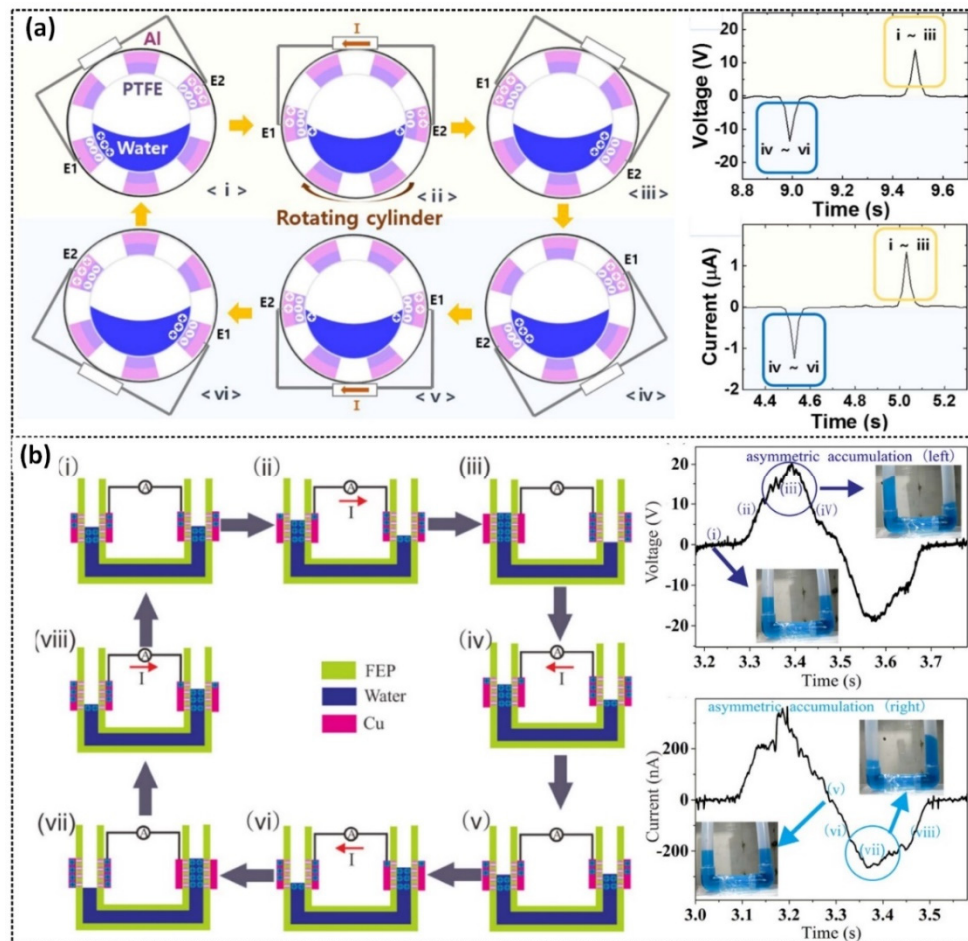 (a)
Al
PTFE
Water
E1
E2
< i >
I
E1
E2
< ii >
E1
E2
<iii>
Rotating cylinder
E2
E1
<vi>
E2
E1
< v >
I
E1
E2
<iv>
Voltage (V)
20
10
0
-10
-20
i ~ iii
iv ~ vi
8.8 9.0 9.2 9.4 9.6
Time (s)
Current (μA)
1
0
-1
-2
i ~ iii
iv ~ vi
4.4 4.6 4.8 5.0 5.2
Time (s)
(b)
(i)
A
(ii)
A
I
(iii)
A
(viii)
A
I
FEP
Water
Cu
(iv)
A
I
(vii)
A
(vi)
A
I
(v)
A
asymmetric accumulation (left)
Voltage (V)
20
10
0
-10
-20
(i)
(ii)
(iii)
(iV)
3.2 3.3 3.4 3.5 3.6 3.7
Time (s)
asymmetric accumulation (right)
Current (nA)
200
0
-200
(v)
(vi)
(vii)
(viii)
3.0 3.1 3.2 3.3 3.4 3.5
Time (s)